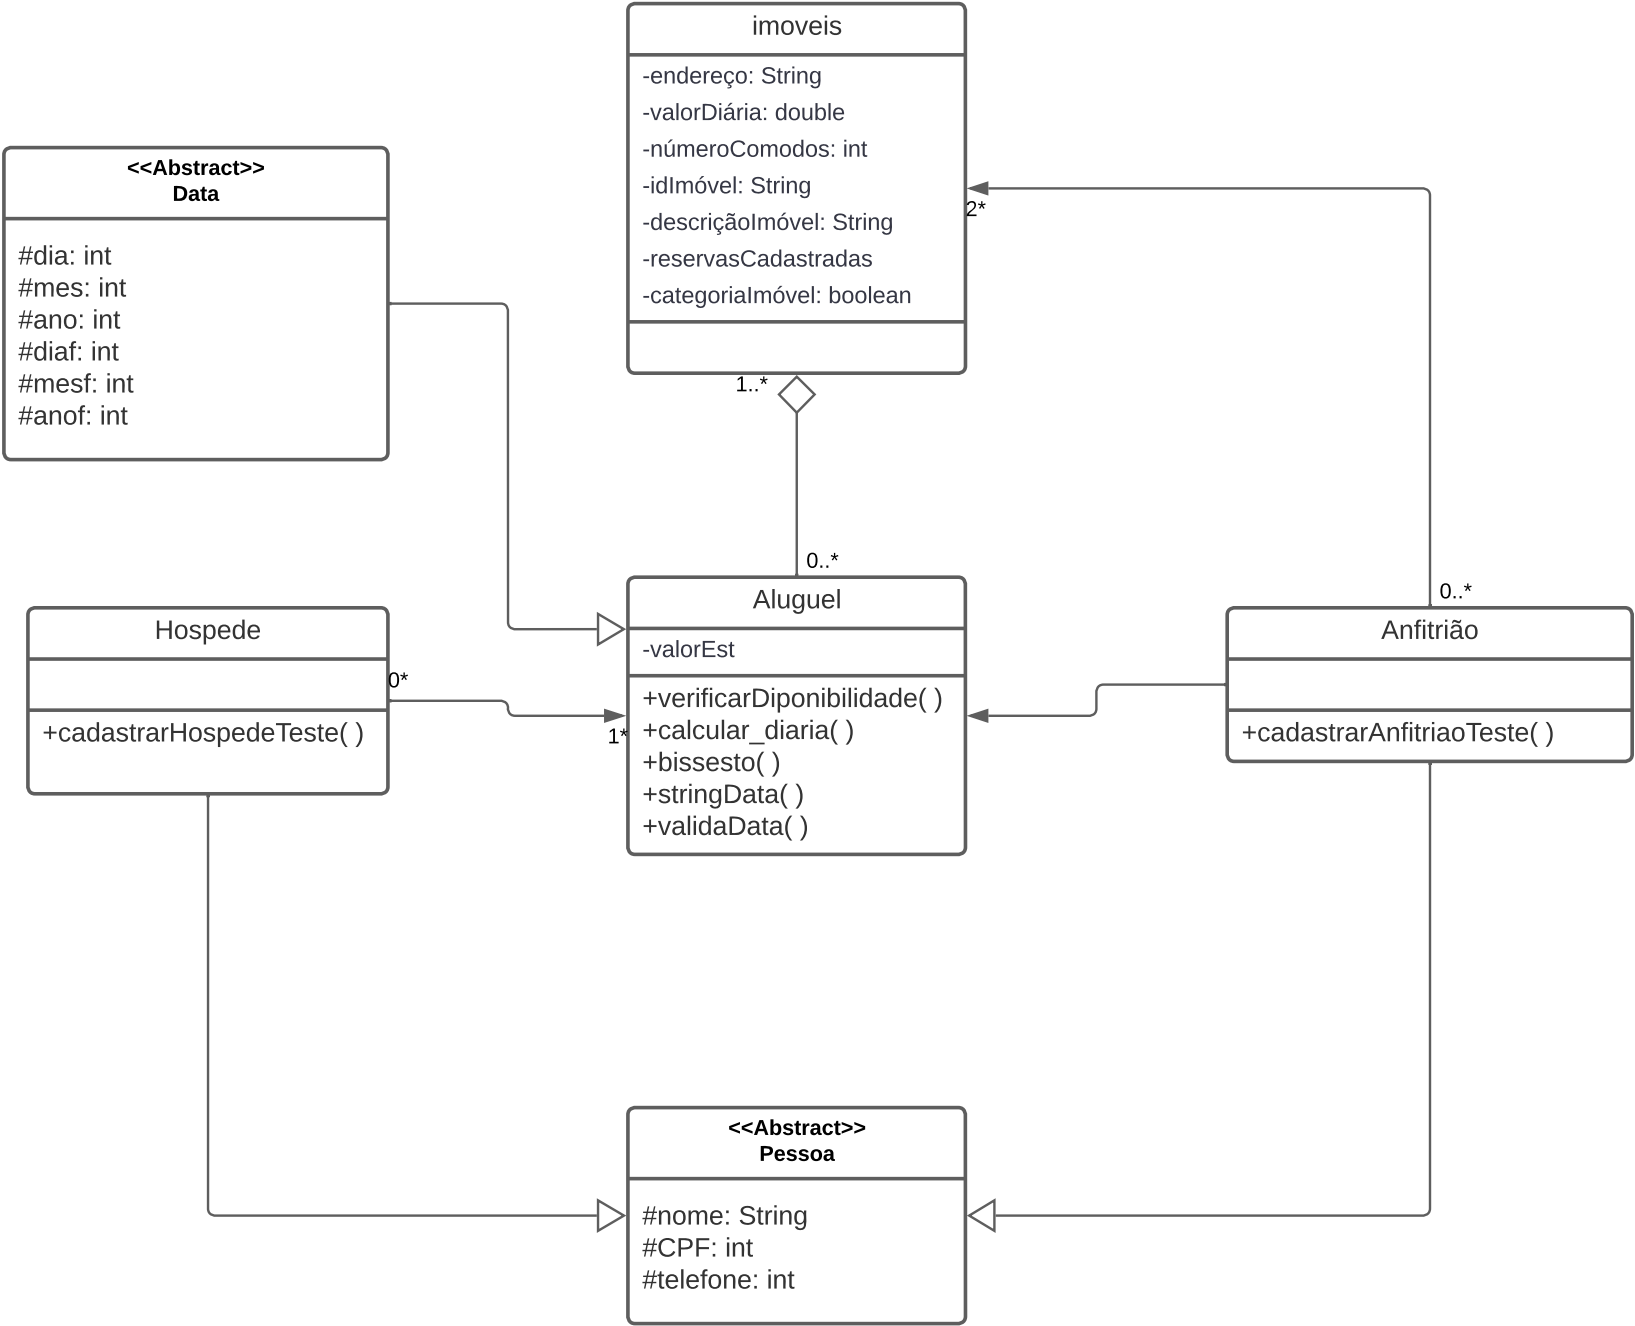 imoveis
-endereço: String
-valorDiária: double
-númeroComodos: int
-idImóvel: String
-descriçãoImóvel: String
-reservasCadastradas
-categoriaImóvel: boolean
1..*
2*
<<Abstract>>
Data
#dia: int
#mes: int
#ano: int
#diaf: int
#mesf: int
#anof: int
0..*
Aluguel
-valorEst
+verificarDiponibilidade( )
+calcular_diaria( )
+bissesto( )
+stringData( )
+validaData( )
Hospede
+cadastrarHospedeTeste( )
0*
1*
0..*
Anfitrião
+cadastrarAnfitriaoTeste( )
<<Abstract>>
Pessoa
#nome: String
#CPF: int
#telefone: int